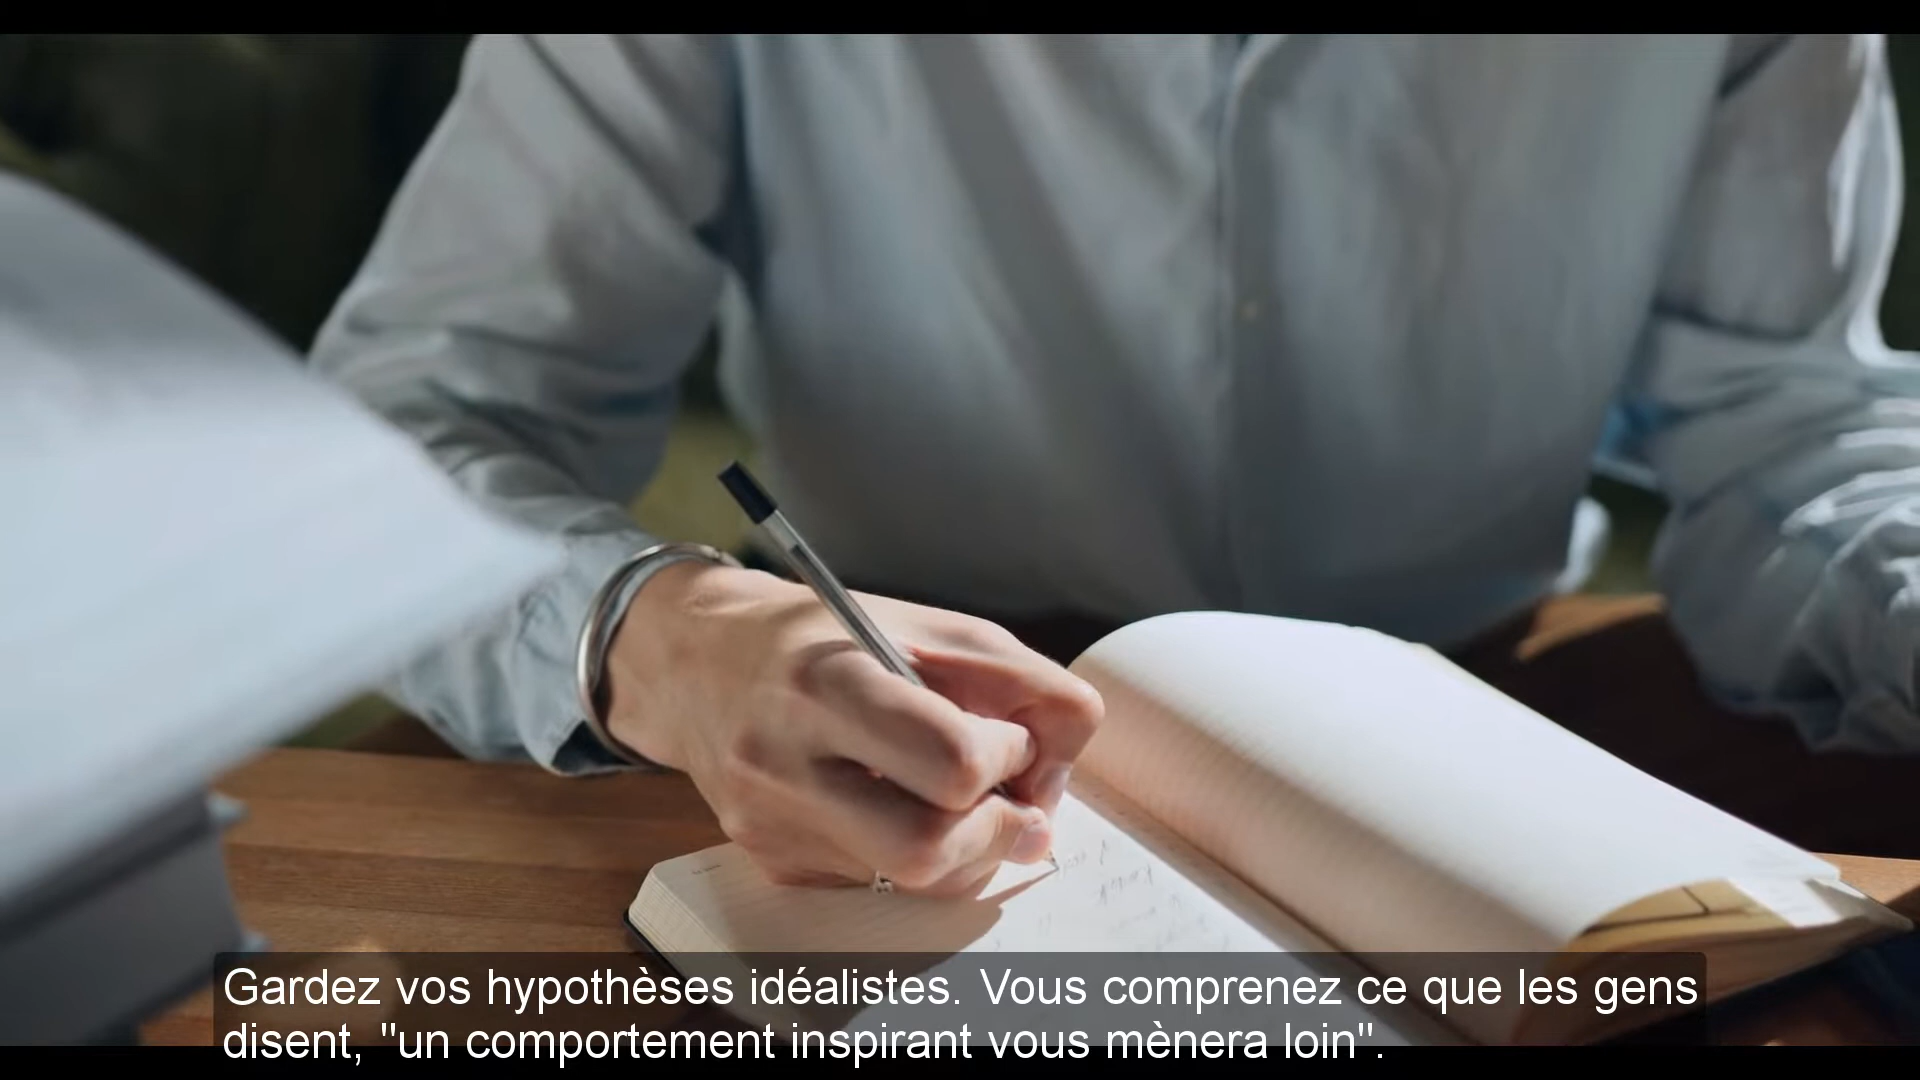 Gardez vos hypothèses idéalistes. Vous comprenez ce que les gens
disent, "un comportement inspirant vous mènera loin".